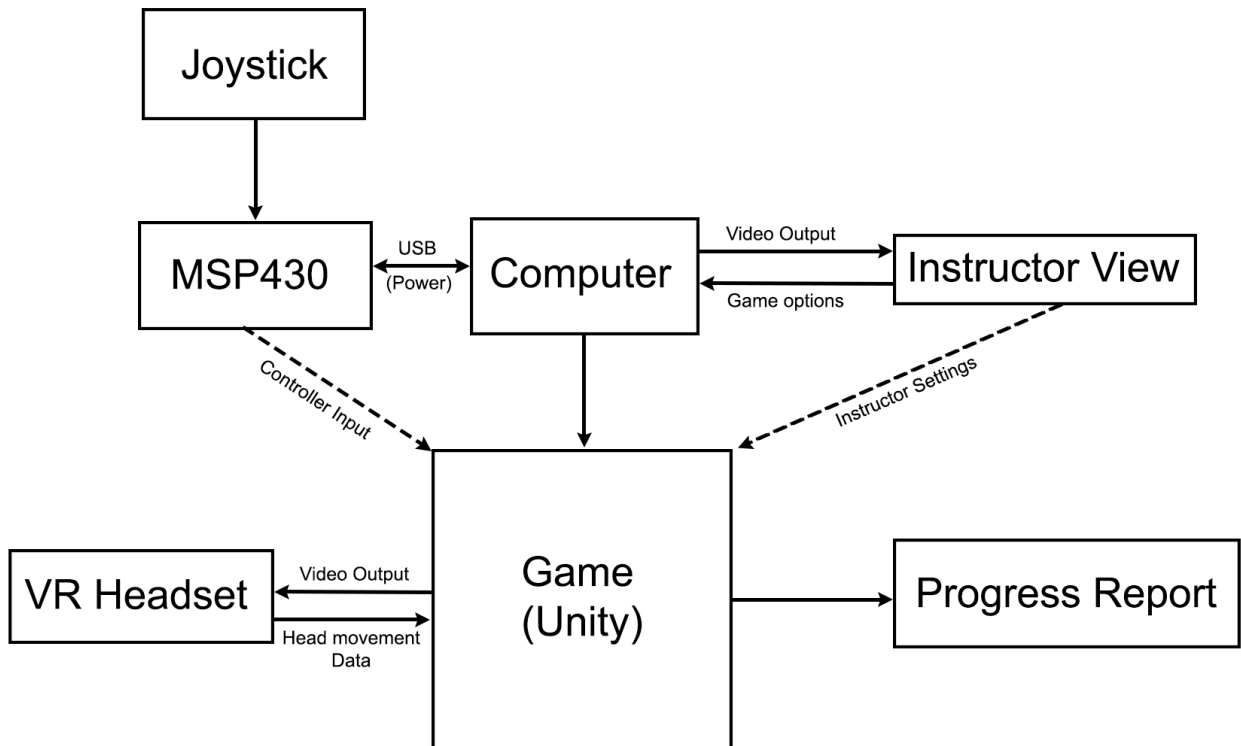 Joystick
MSP430
USB
(Power)
Computer
Video Output
Game options
Instructor View
Controller Input
Instructor Settings
VR Headset
Video Output
Head movement
Data
Game
(Unity)
Progress Report